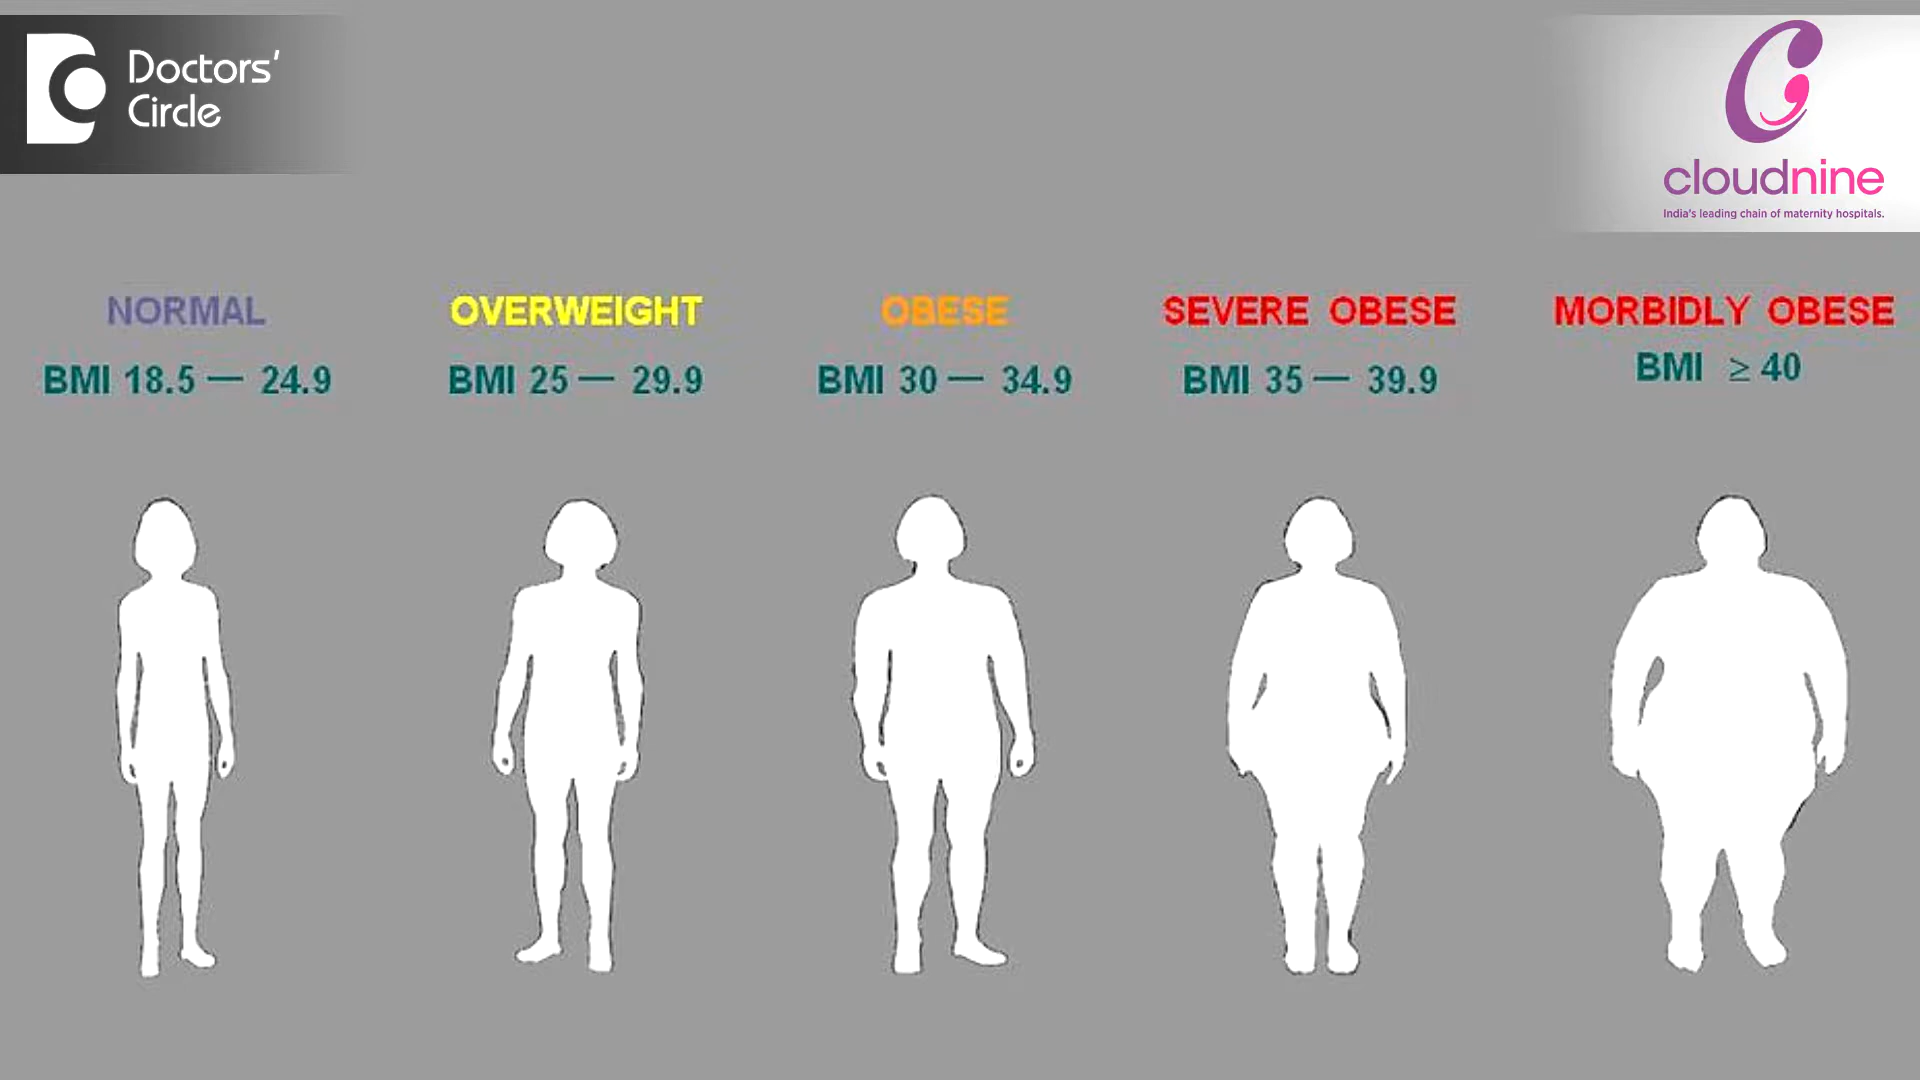 Doctors'
Circle
cloudnine
India's leading chain of maternity hospitals.
NORMAL
BMI 18.5 — 24.9
OVERWEIGHT
BMI 25 — 29.9
OBESE
BMI 30 — 34.9
SEVERE OBESE
BMI 35 — 39.9
MORBIDLY OBESE
BMI ≥ 40